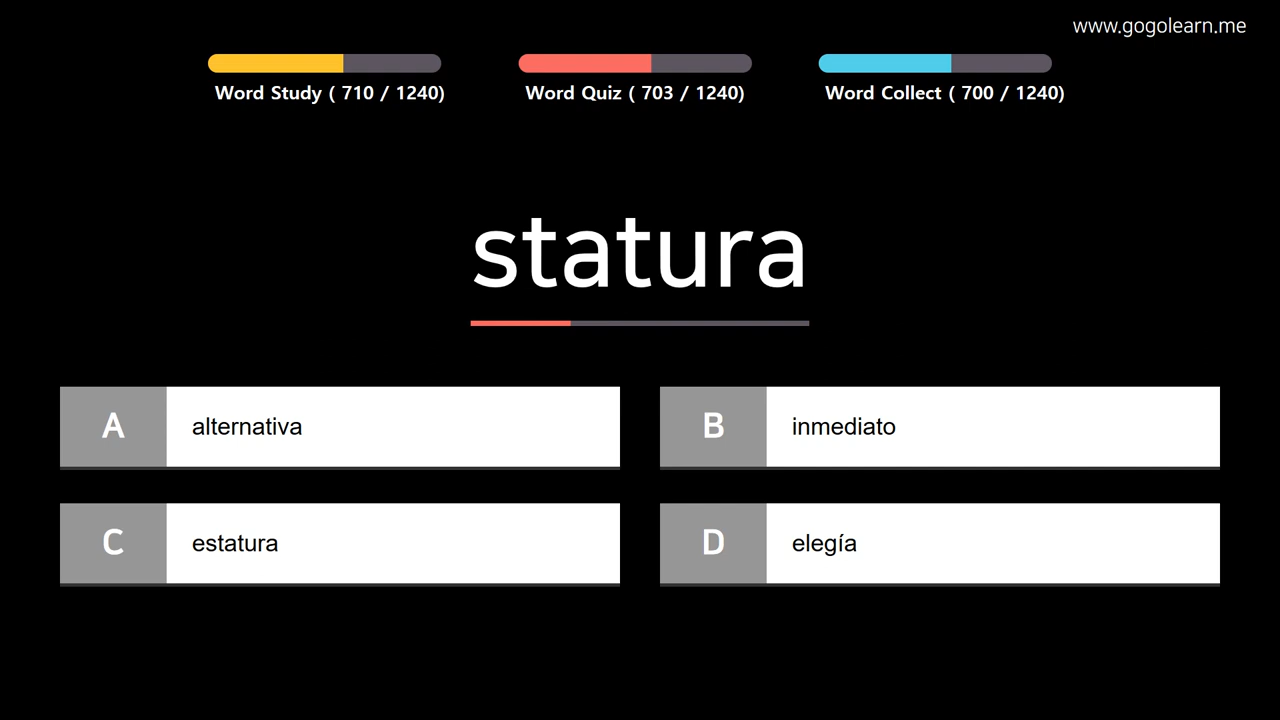 www.gogolearn.me
Word Study ( 710 / 1240)
Word Quiz ( 703 / 1240)
Word Collect ( 700 / 1240)
statura
A alternativa
B inmediato
C estatura
D elegía